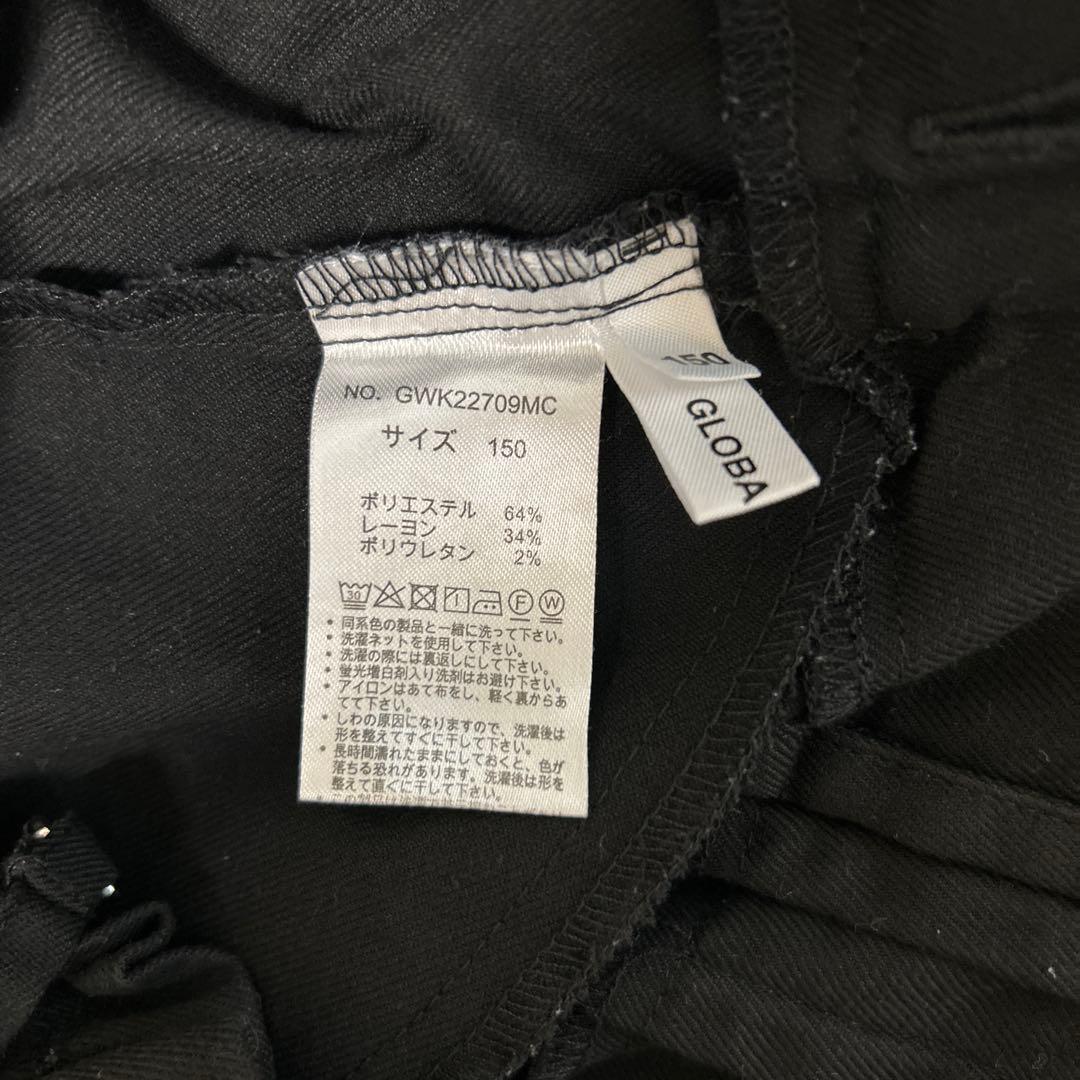 NO. GWK22709MC
サイズ 150
ポリエステル 64%
レーヨン 34%
ポリウレタン 2%
30 F W
• 同系色の製品と一緒に洗って下さい。
• 洗濯ネットを使用して下さい。
• 洗濯の際には裏返しにして下さい。
• 蛍光増白剤入り洗剤はお避け下さい。
• アイロンはあて布をし、軽く裏からあ
てて下さい。
• しわの原因になりますので、洗濯後は
形を整えてすぐに干して下さい。
• 長時間濡れたままにしておくと、色が
落ちる恐れがあります。洗濯後は形を
整えて直ぐに干して下さい。
150
GLOBA